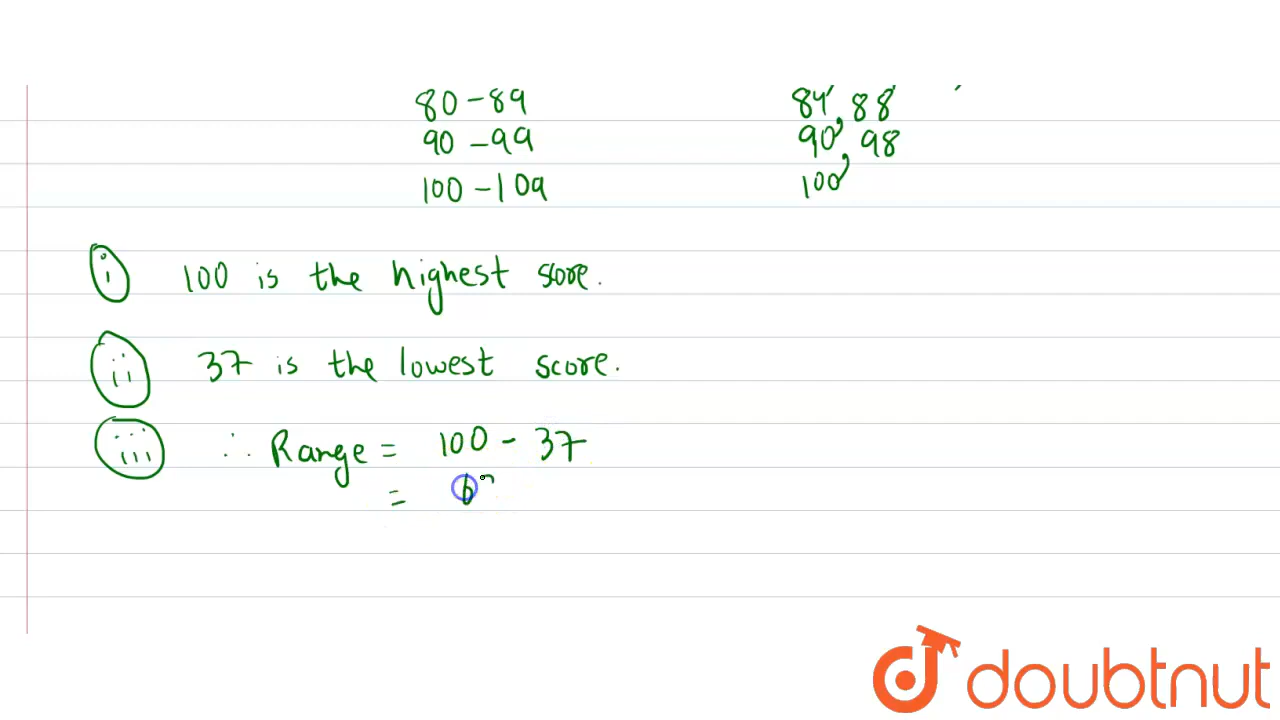 80-89 84, 88,
90-99 90, 98
100-109 100
i 100 is the highest score.
ii 37 is the lowest score.
iii ∴ Range = 100 - 37
= 6
doubtnut